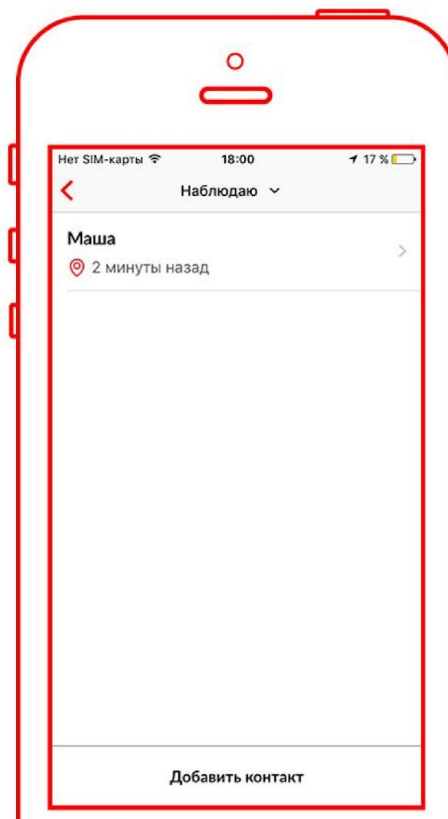 Нет SIM-карты 18:00 17 %
Наблюдаю
Маша
2 минуты назад
Добавить контакт